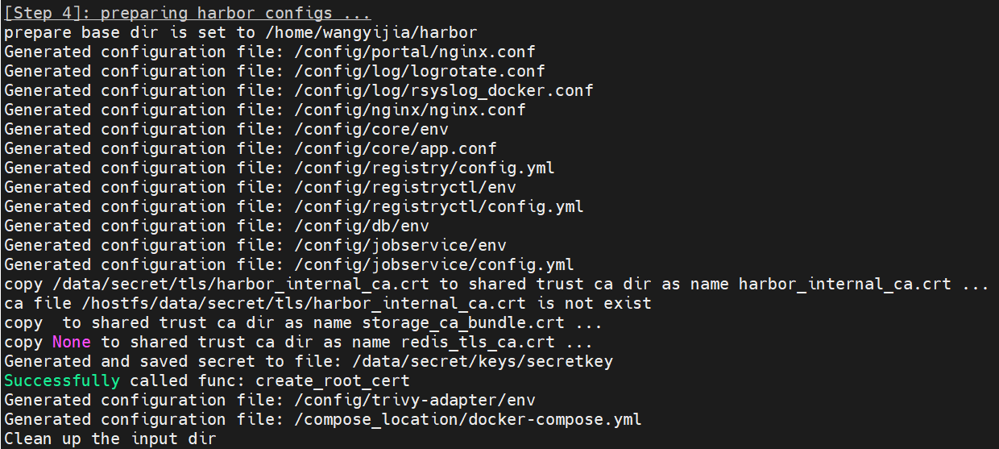 [Step 4]: preparing harbor configs ...
prepare base dir is set to /home/wangyijia/harbor
Generated configuration file: /config/portal/nginx.conf
Generated configuration file: /config/log/logrotate.conf
Generated configuration file: /config/log/rsyslog_docker.conf
Generated configuration file: /config/nginx/nginx.conf
Generated configuration file: /config/core/env
Generated configuration file: /config/core/app.conf
Generated configuration file: /config/registry/config.yml
Generated configuration file: /config/registryctl/env
Generated configuration file: /config/registryctl/config.yml
Generated configuration file: /config/db/env
Generated configuration file: /config/jobservice/env
Generated configuration file: /config/jobservice/config.yml
copy /data/secret/tls/harbor_internal_ca.crt to shared trust ca dir as name harbor_internal_ca.crt ...
ca file /hostfs/data/secret/tls/harbor_internal_ca.crt is not exist
copy  to shared trust ca dir as name storage_ca_bundle.crt ...
copy None to shared trust ca dir as name redis_tls_ca.crt ...
Generated and saved secret to file: /data/secret/keys/secretkey
Successfully called func: create_root_cert
Generated configuration file: /config/trivy-adapter/env
Generated configuration file: /compose_location/docker-compose.yml
Clean up the input dir